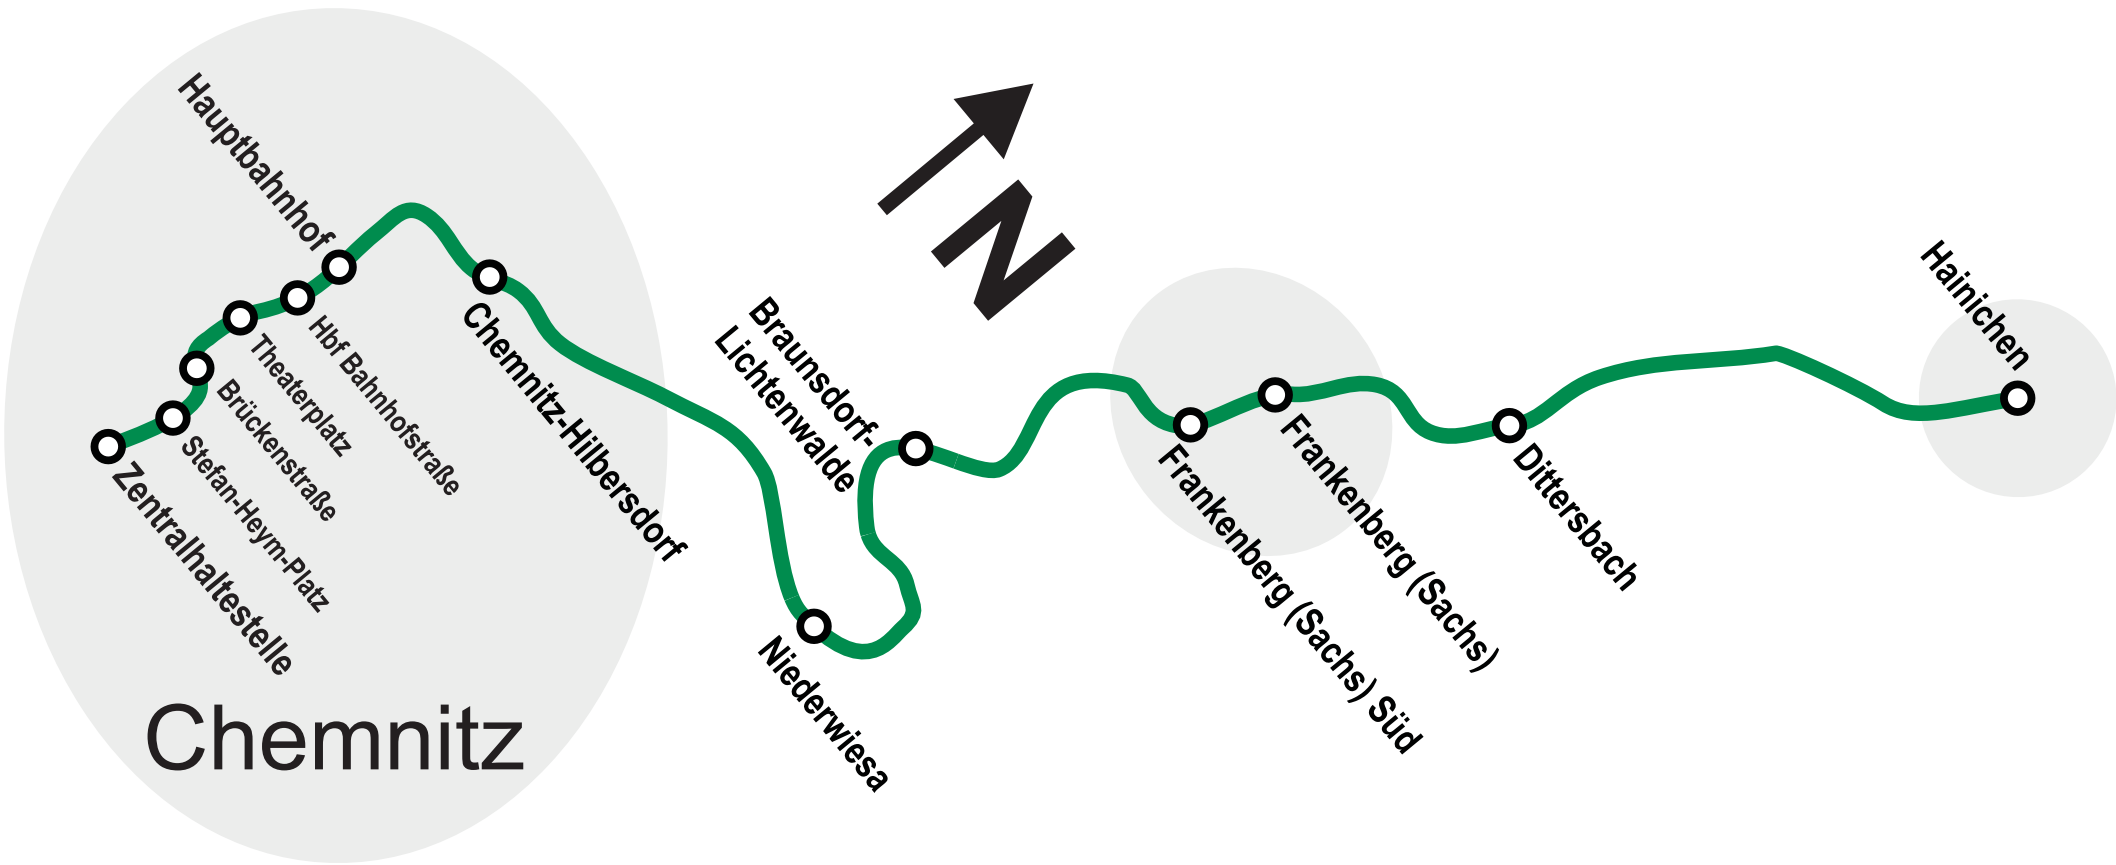 Hauptbahnhof
Hbf Bahnhofstraße
Theaterplatz
Brückenstraße
Stefan-Heym-Platz
Zentralhaltestelle
Chemnitz
Chemnitz-Hilbersdorf
Niederwiesa
Braunsdorf-
Lichtenwalde
N
Frankenberg (Sachs) Süd
Frankenberg (Sachs)
Dittersbach
Hainichen